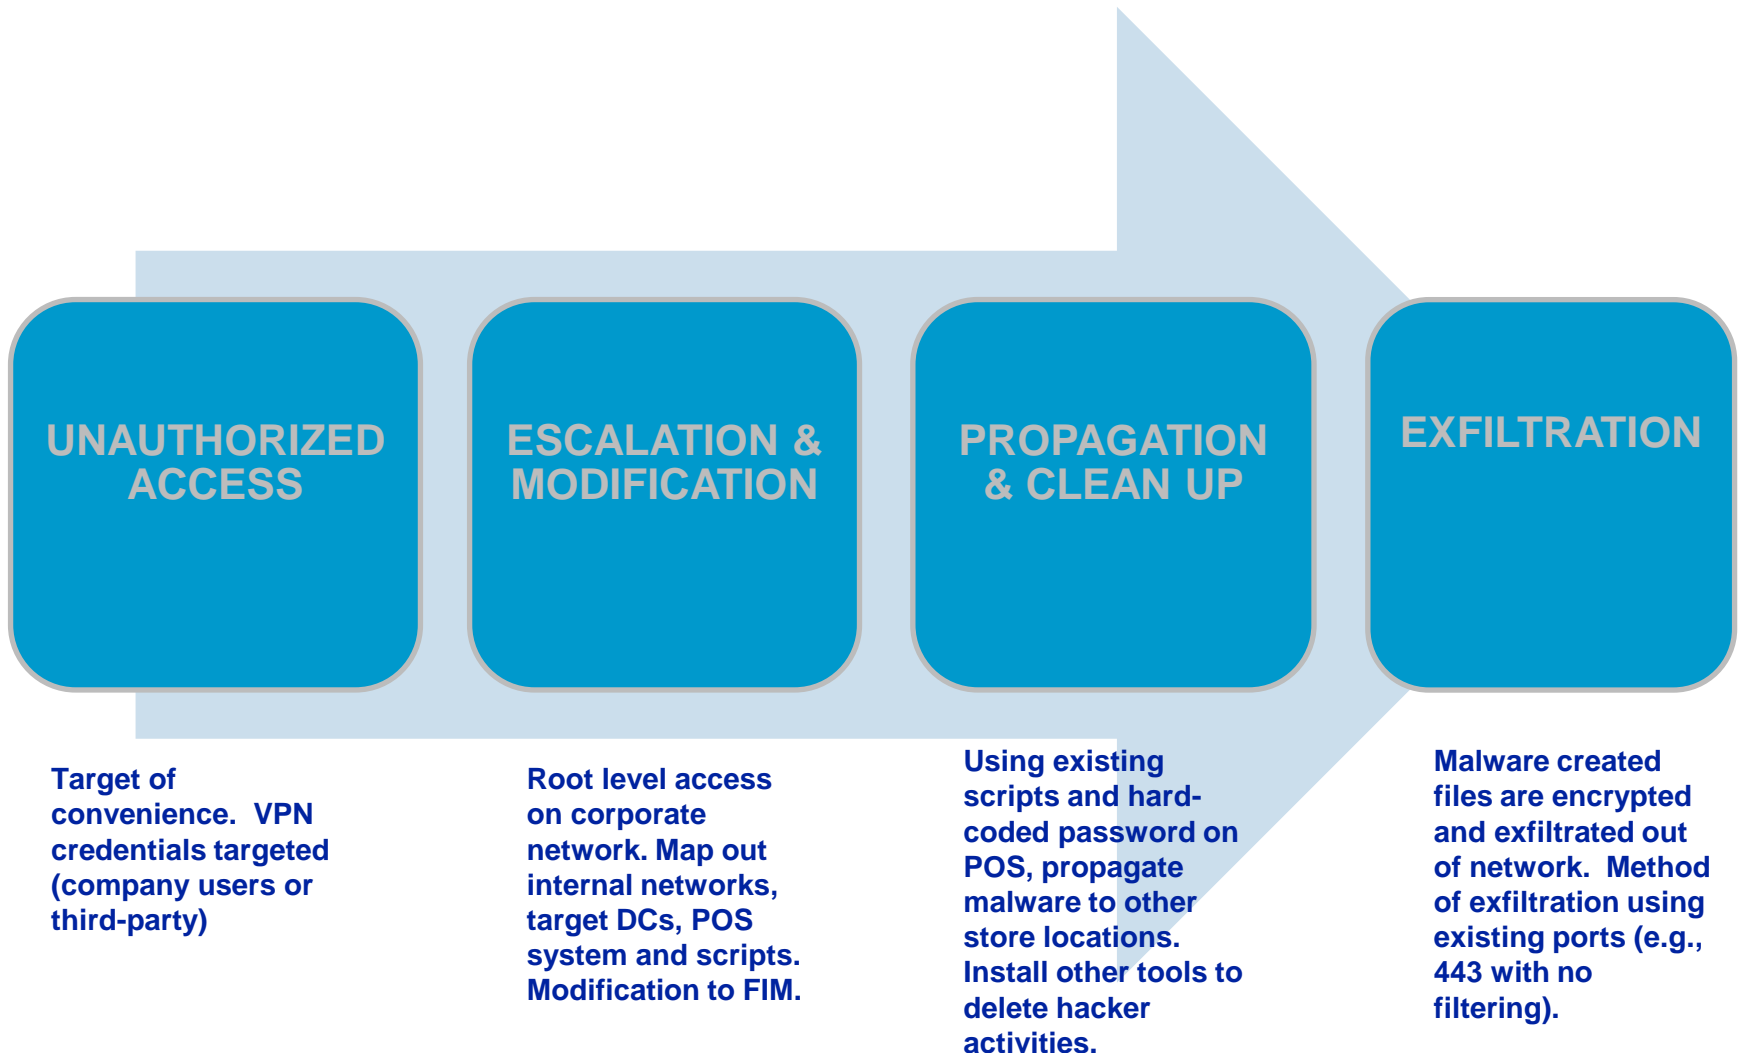 UNAUTHORIZED
ACCESS
ESCALATION &
MODIFICATION
PROPAGATION
& CLEAN UP
EXFILTRATION
Target of
convenience.  VPN
credentials targeted
(company users or
third-party)
Root level access
on corporate
network. Map out
internal networks,
target DCs, POS
system and scripts.
Modification to FIM.
Using existing
scripts and hard-
coded password on
POS, propagate
malware to other
store locations.
Install other tools to
delete hacker
activities.
Malware created
files are encrypted
and exfiltrated out
of network.  Method
of exfiltration using
existing ports (e.g.,
443 with no
filtering).